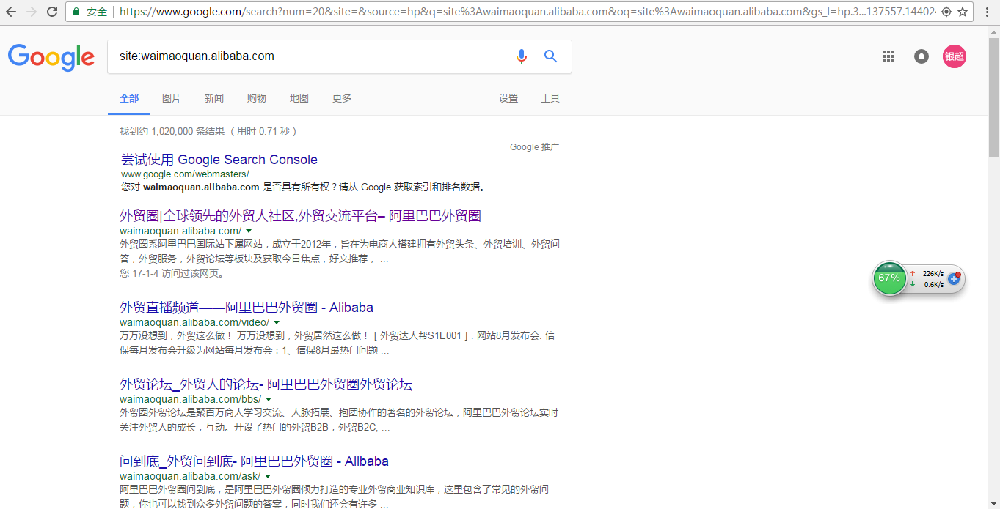 安全 https://www.google.com/search?num=20&site=&source=hp&q=site%3Awaimaoquan.alibaba.com&oq=site%3Awaimaoquan.alibaba.com&gs_l=hp.3...137557.14402
Google
site:waimaoquan.alibaba.com
银超
全部 图片 新闻 购物 地图 更多 设置 工具
找到约 1,020,000 条结果 （用时 0.71 秒）
Google 推广
尝试使用 Google Search Console
www.google.com/webmasters/
您对 waimaoquan.alibaba.com 是否具有所有权？请从 Google 获取索引和排名数据。
外贸圈|全球领先的外贸人社区,外贸交流平台– 阿里巴巴外贸圈
waimaoquan.alibaba.com/
外贸圈系阿里巴巴国际站下属网站，成立于2012年，旨在为电商人搭建拥有外贸头条、外贸培训、外贸问
答，外贸服务，外贸论坛等板块及获取今日焦点，好文推荐， ...
您 17-1-4 访问过该网页。
67% 226K/s
0.6K/s
外贸直播频道——阿里巴巴外贸圈 - Alibaba
waimaoquan.alibaba.com/video/
万万没想到，外贸这么做！ 万万没想到，外贸居然这么做！ [ 外贸达人帮S1E001 ] . 网站8月发布会. 信
保每月发布会升级为网站每月发布会：1、信保8月最热门问题 ...
外贸论坛_外贸人的论坛- 阿里巴巴外贸圈外贸论坛
waimaoquan.alibaba.com/bbs/
外贸圈外贸论坛是聚百万商人学习交流、人脉拓展、抱团协作的著名的外贸论坛，阿里巴巴外贸论坛实时
关注外贸人的成长，互动。开设了热门的外贸B2B，外贸B2C, ...
问到底_外贸问到底- 阿里巴巴外贸圈 - Alibaba
waimaoquan.alibaba.com/ask/
阿里巴巴外贸圈问到底，是阿里巴巴外贸圈倾力打造的专业外贸商业知识库，这里包含了常见的外贸问
题，你也可以找到众多外贸问题的答案，同时我们还会有许多 ...